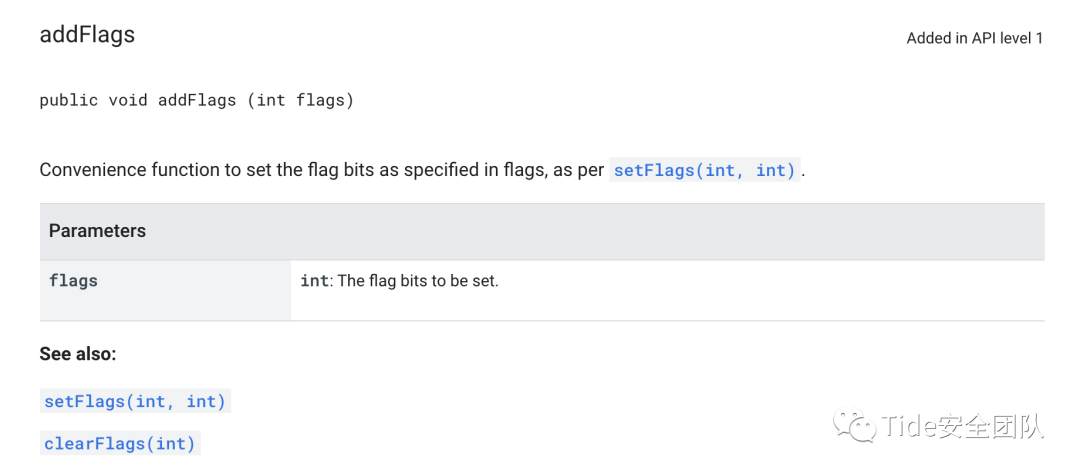 addFlags
Added in API level 1
public void addFlags (int flags)
Convenience function to set the flag bits as specified in flags, as per setFlags(int, int).
Parameters
flags
int: The flag bits to be set.
See also:
setFlags(int, int)
clearFlags(int)
Tide安全团队